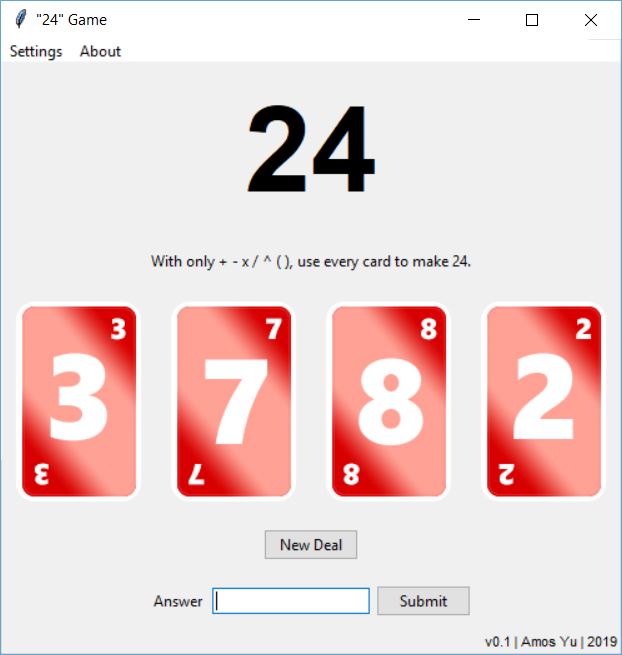 "24" Game
Settings About
24
With only + - x / ^ ( ), use every card to make 24.
3 7 8 2
3 7 8 2
3 7 8 2
New Deal
Answer Submit
v0.1 | Amos Yu | 2019